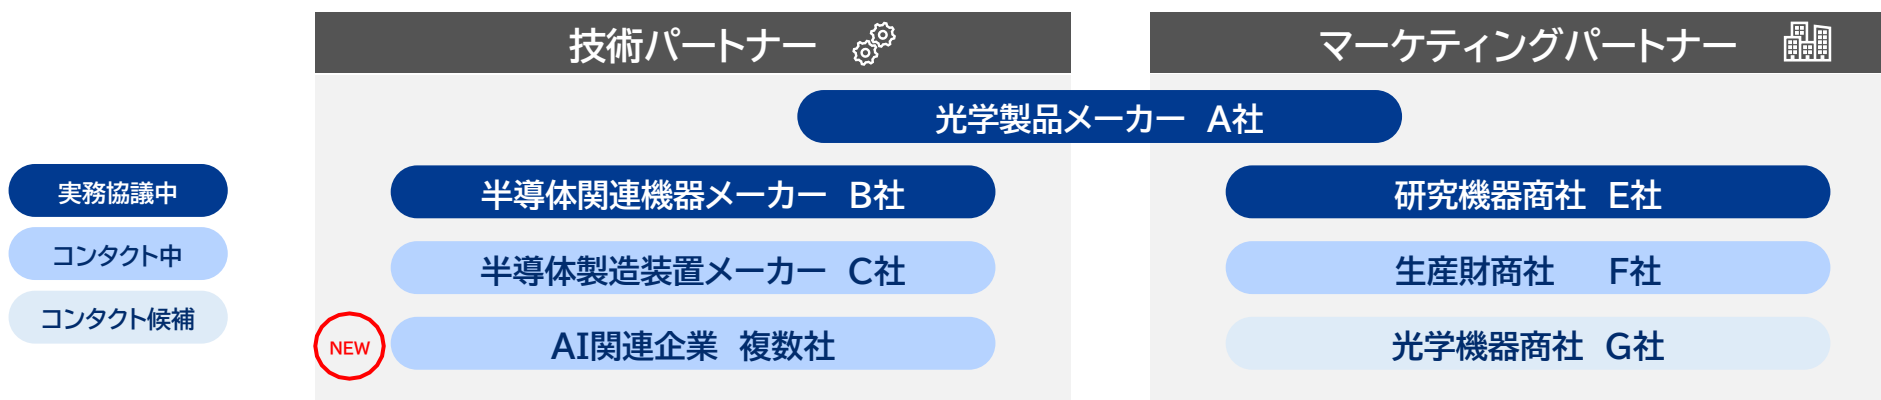 技術パートナー
マーケティングパートナー
光学製品メーカー A社
実務協議中
コンタクト中
コンタクト候補
半導体関連機器メーカー B社
半導体製造装置メーカー C社
NEW
AI関連企業 複数社
研究機器商社 E社
生産財商社 F社
光学機器商社 G社